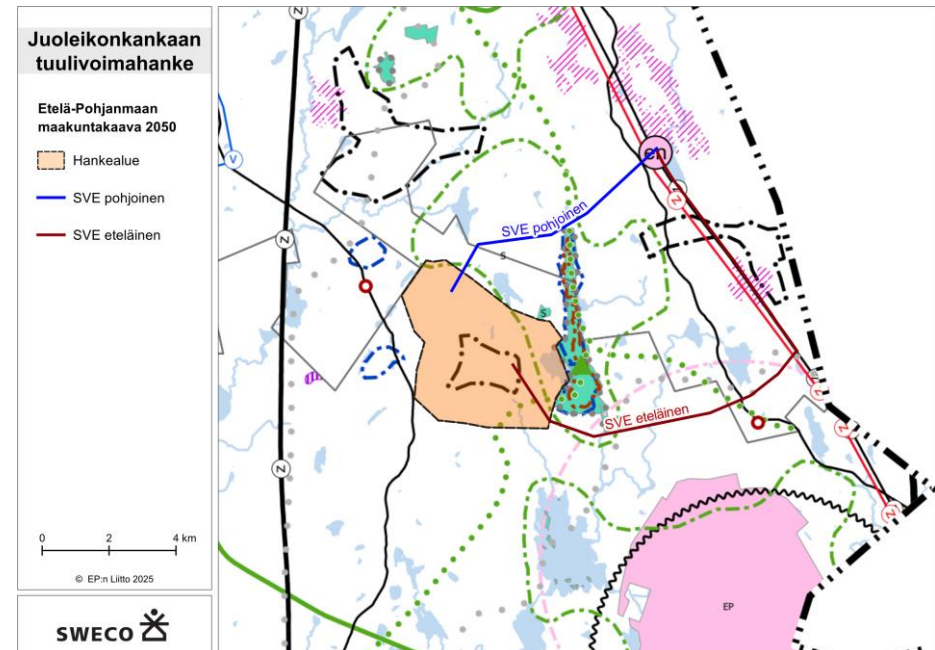 Juoleikonkankaan
tuulivoimahanke
Etelä-Pohjanmaan
maakuntakaava 2050
Hankealue
SVE pohjoinen
SVE eteläinen
0 2 4 km
© EP:n Liitto 2025
SWECO
z
v
en
z
SVE pohjoinen
z
s
s
SVE eteläinen
z
z
z
z
EP